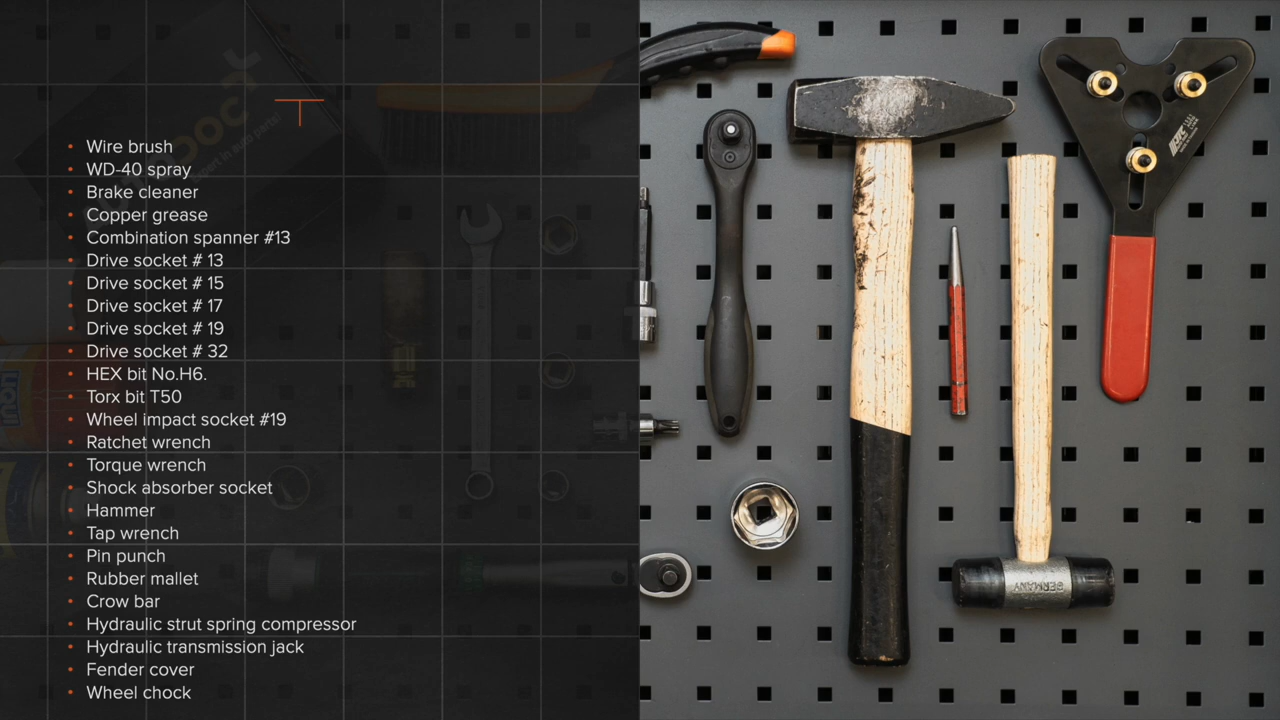 Wire brush
WD-40 spray
Brake cleaner
Copper grease
Combination spanner #13
Drive socket # 13
Drive socket # 15
Drive socket # 17
Drive socket # 19
Drive socket # 32
HEX bit No.H6.
Torx bit T50
Wheel impact socket #19
Ratchet wrench
Torque wrench
Shock absorber socket
Hammer
Tap wrench
Pin punch
Rubber mallet
Crow bar
Hydraulic strut spring compressor
Hydraulic transmission jack
Fender cover
Wheel chock
GERMANY